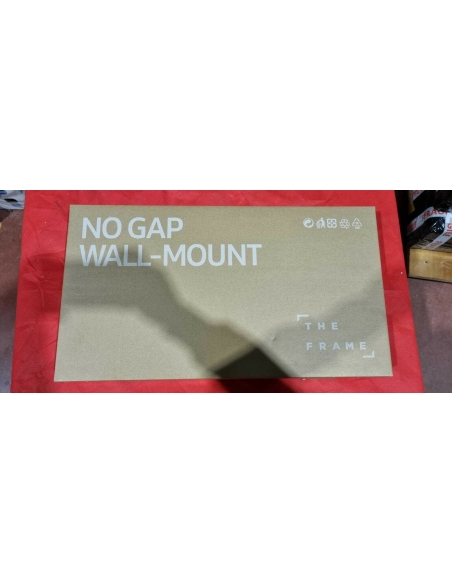 NO GAP
WALL-MOUNT
THE
FRAME